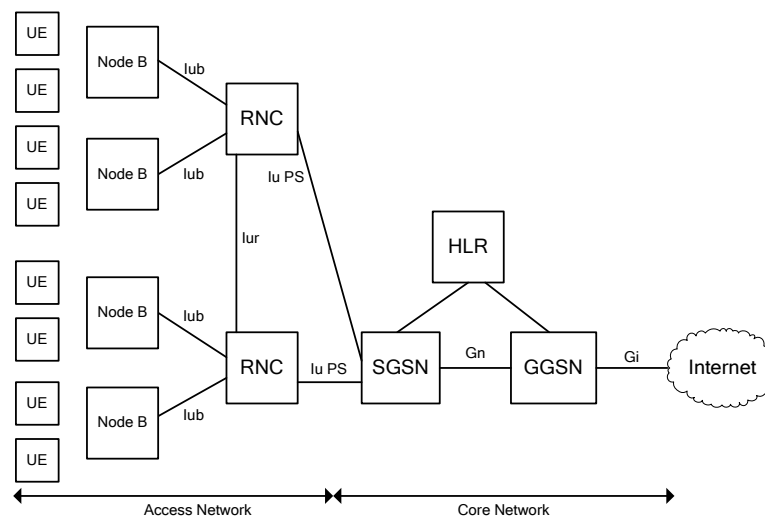 UE
Node B
UE
Iub
RNC
UE
Node B
Iub
UE
Iu PS
Iur
HLR
UE
Node B
Iub
UE
RNC
Iu PS
SGSN
Gn
GGSN
Gi
Internet
UE
Node B
Iub
UE
Access Network
Core Network